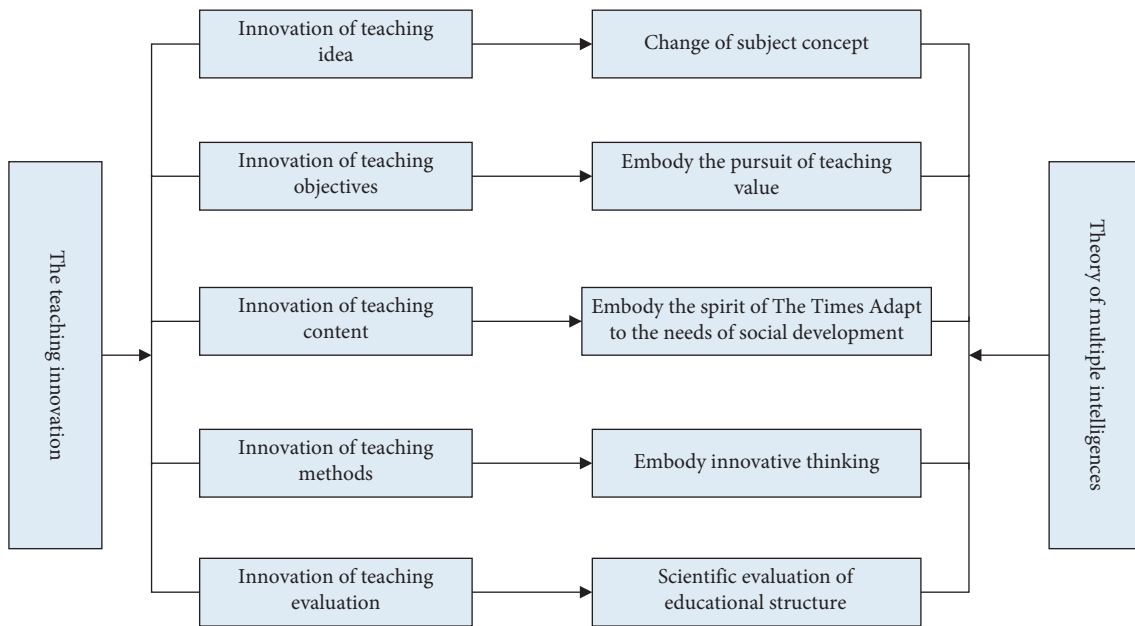 Innovation of teaching
idea
Change of subject concept
Innovation of teaching
objectives
Embody the pursuit of teaching
value
The teaching
innovation
Innovation of teaching
content
Embody the spirit of The Times Adapt
to the needs of social development
Theory of multiple
intelligences
Innovation of teaching
methods
Embody innovative thinking
Innovation of teaching
evaluation
Scientific evaluation of
educational structure